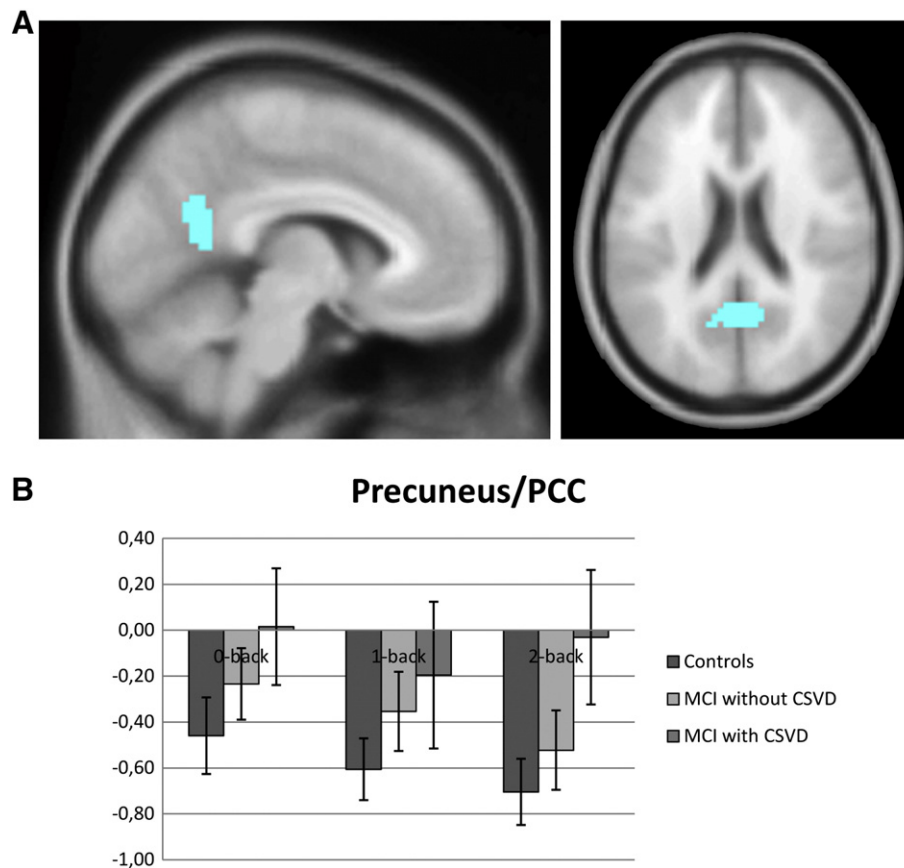 A
B
Precuneus/PCC
0,40
0,20
0,00
-0,20
-0,40
-0,60
-0,80
-1,00
0-back 1-back 2-back
Controls
MCI without CSVD
MCI with CSVD